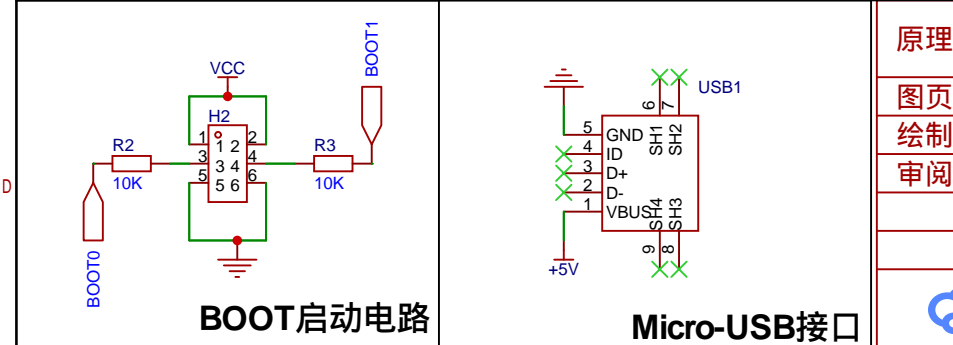 BOOT1
VCC
H2
1
1 2
2
R2
3
3 4
4
R3
10K
5
5 6
6
10K
BOOT0
BOOT启动电路
USB1
6
7
SH1
SH2
5
GND
4
ID
3
D+
2
D-
1
VBUS
SH4
SH3
9
8
+5V
Micro-USB接口
原理
图页
绘制
审阅
D